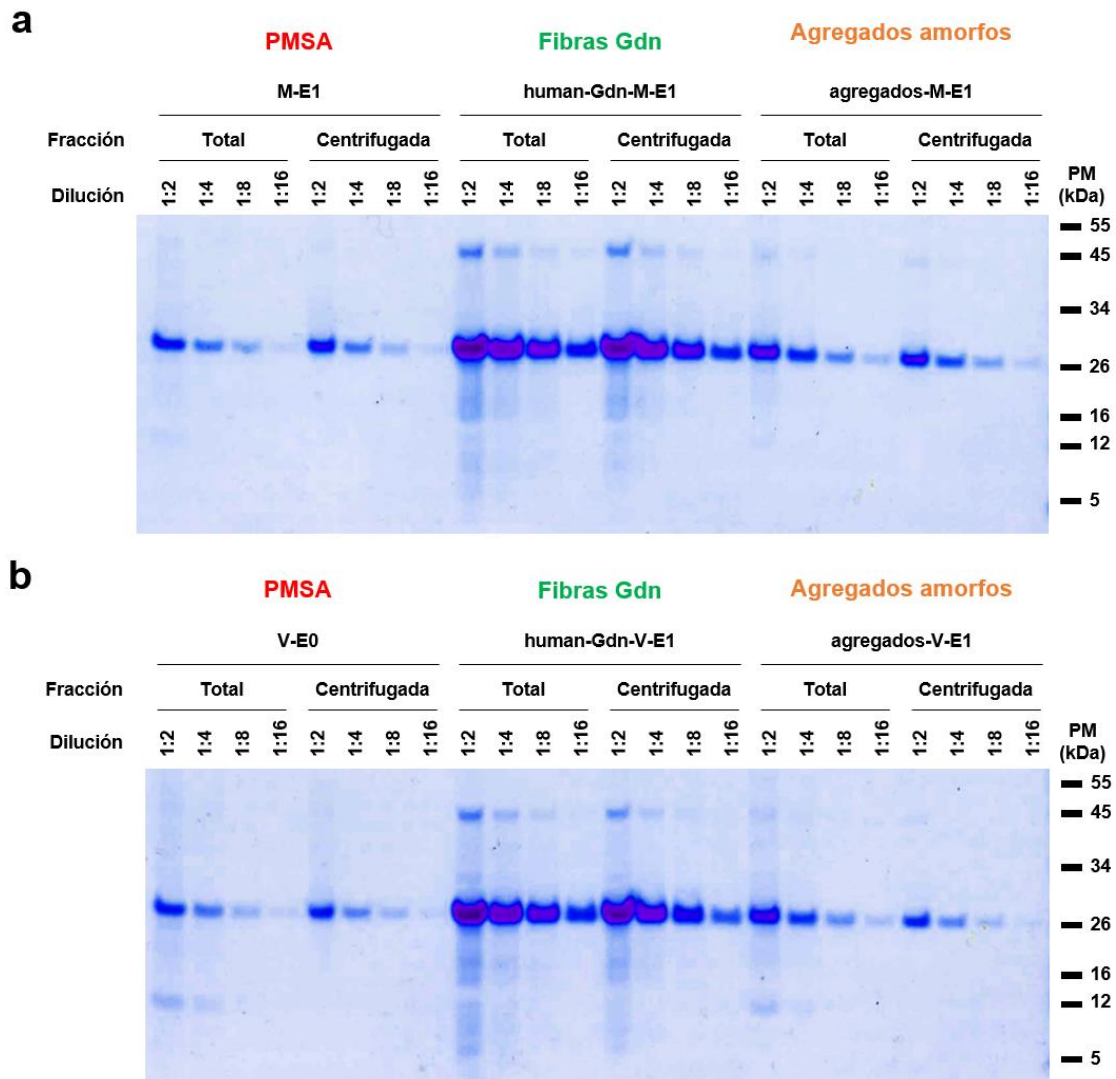 a
PMSA Fibras Gdn Agregados amorfos
M-E1 human-Gdn-M-E1 agregados-M-E1
Fracción Total Centrifugada Total Centrifugada Total Centrifugada
Dilución 1:2 1:4 1:8 1:16 1:2 1:4 1:8 1:16 1:2 1:4 1:8 1:16 1:2 1:4 1:8 1:16 1:2 1:4 1:8 1:16 1:2 1:4 1:8 1:16 PM
(kDa)
55
45
34
26
16
12
5
b
PMSA Fibras Gdn Agregados amorfos
V-E0 human-Gdn-V-E1 agregados-V-E1
Fracción Total Centrifugada Total Centrifugada Total Centrifugada
Dilución 1:2 1:4 1:8 1:16 1:2 1:4 1:8 1:16 1:2 1:4 1:8 1:16 1:2 1:4 1:8 1:16 1:2 1:4 1:8 1:16 1:2 1:4 1:8 1:16 PM
(kDa)
55
45
34
26
16
12
5